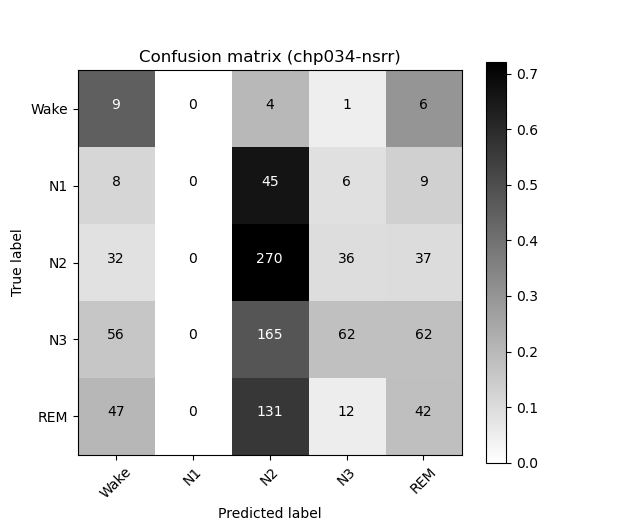 Confusion matrix (chp034-nsrr)
Wake 9 0 4 1 6
N1 8 0 45 6 9
N2 32 0 270 36 37
N3 56 0 165 62 62
REM 47 0 131 12 42
Wake N1 N2 N3 REM
Predicted label
True label
0.7
0.6
0.5
0.4
0.3
0.2
0.1
0.0